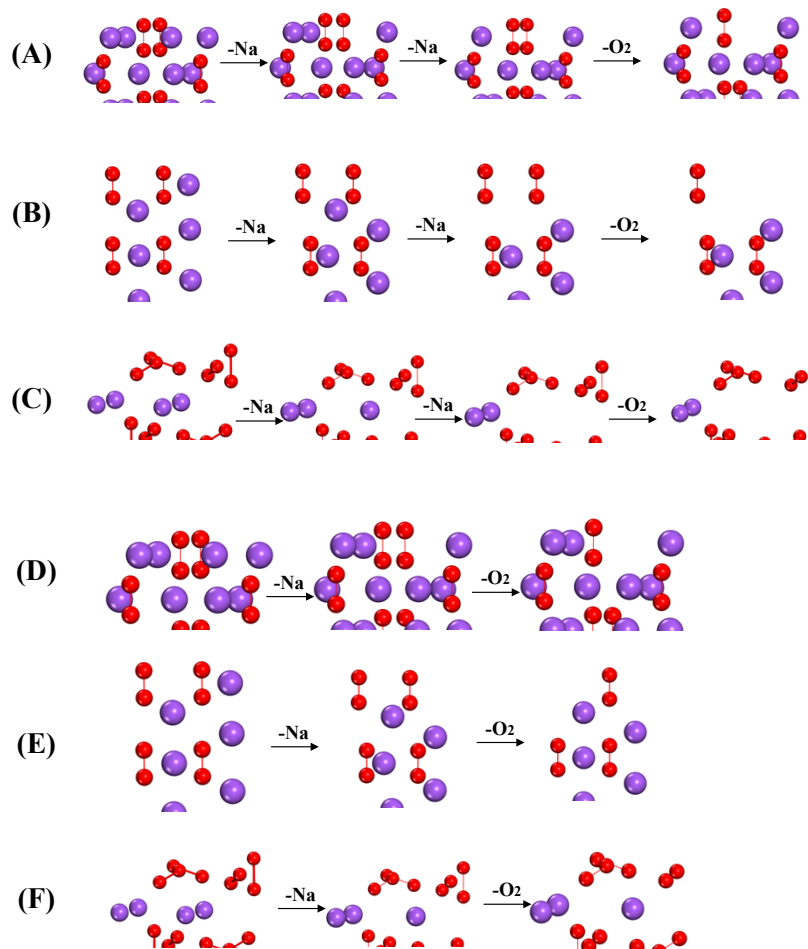 (A) -Na -Na -O₂
(B) -Na -Na -O₂
(C) -Na -Na -O₂
(D) -Na -O₂
(E) -Na -O₂
(F) -Na -O₂